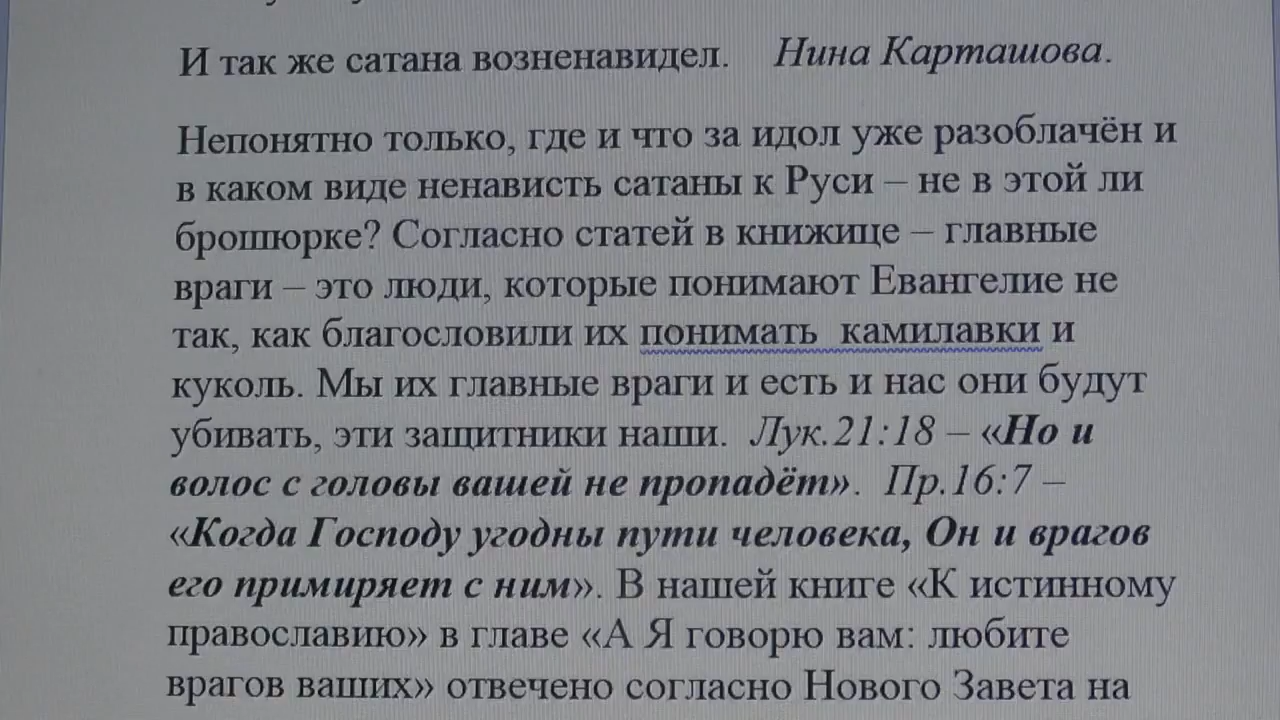 И так же сатана возненавидел. Нина Карташова.
Непонятно только, где и что за идол уже разоблачён и
в каком виде ненависть сатаны к Руси – не в этой ли
брошюрке? Согласно статей в книжице – главные
враги – это люди, которые понимают Евангелие не
так, как благословили их понимать камилавки и
куколь. Мы их главные враги и есть и нас они будут
убивать, эти защитники наши. Лук.21:18 – «Но и
волос с головы вашей не пропадёт». Пр.16:7 –
«Когда Господу угодны пути человека, Он и врагов
его примиряет с ним». В нашей книге «К истинному
православию» в главе «А Я говорю вам: любите
врагов ваших» отвечено согласно Нового Завета на